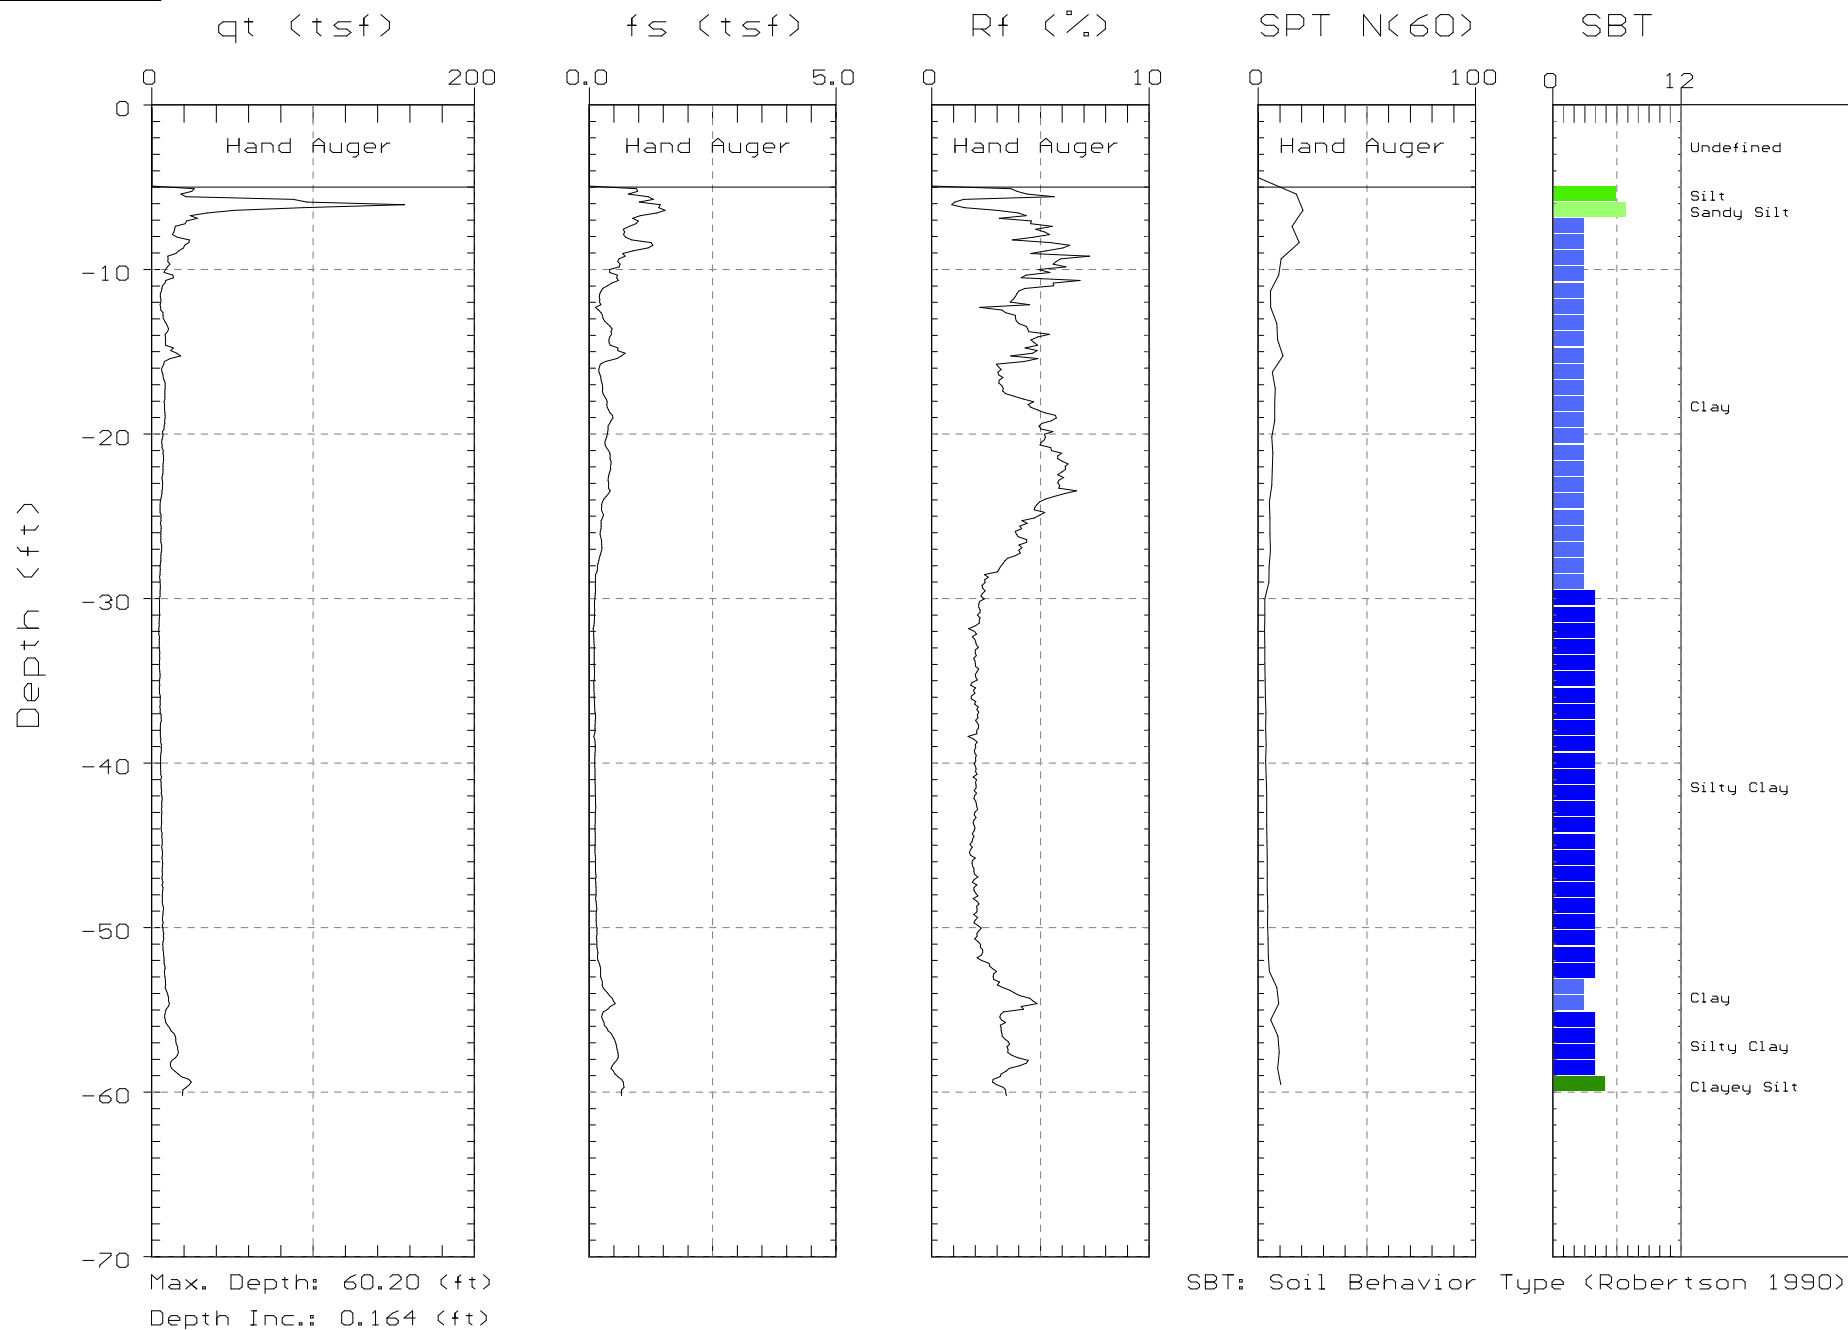 qt (tsf) fs (tsf) Rf (%) SPT N(60) SBT
0 200 0.0 5.0 0 10 0 100 0 12
0
Hand Auger Hand Auger Hand Auger Hand Auger
Undefined
Silt
Sandy Silt
-10
Clay
-20
Depth (ft)
-30
-40
Silty Clay
-50
Clay
Silty Clay
Clayey Silt
-60
-70
Max. Depth: 60.20 (ft)
SBT: Soil Behavior Type (Robertson 1990)
Depth Inc.: 0.164 (ft)